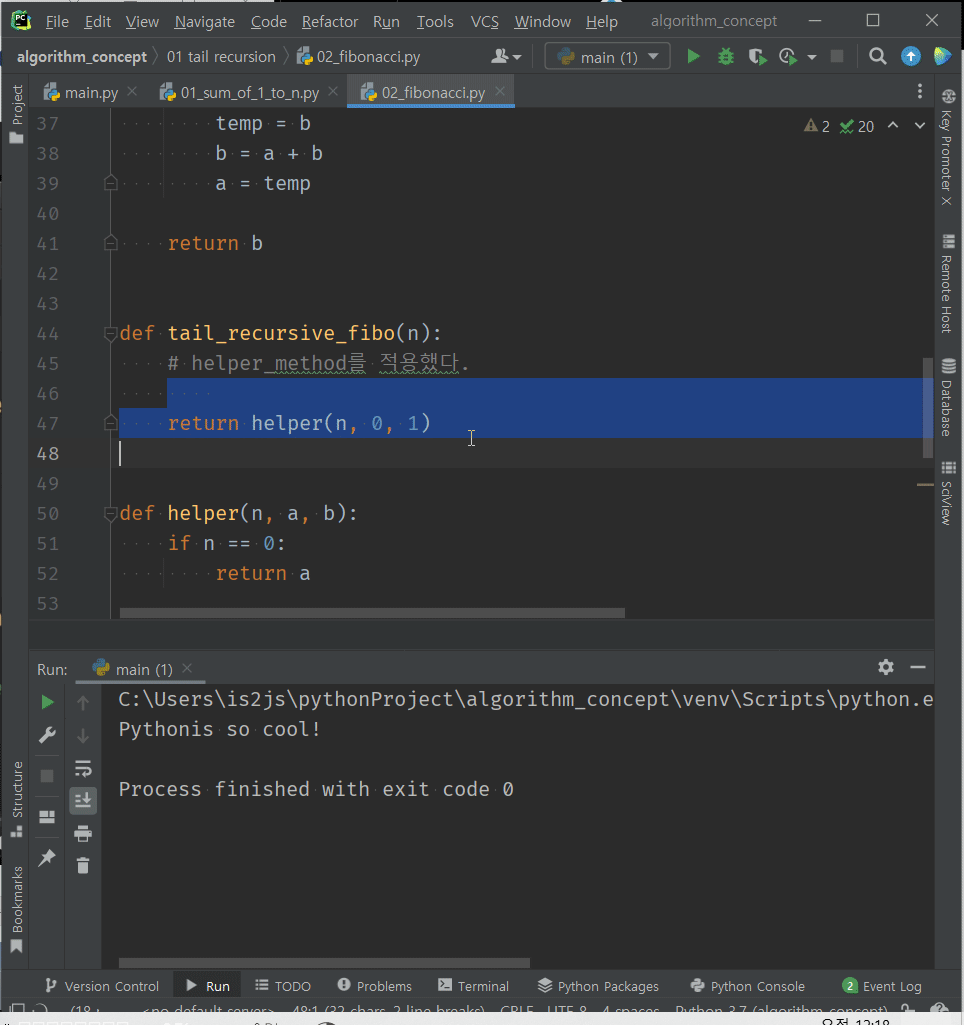 File Edit View Navigate Code Refactor Run Tools VCS Window Help algorithm_concept
algorithm_concept 01 tail recursion 02_fibonacci.py main (1)
main.py 01_sum_of_1_to_n.py 02_fibonacci.py
Project
2 20
37 temp = b
38 b = a + b
39 a = temp
40
41 return b
42
43
44 def tail_recursive_fibo(n):
45 # helper_method를 적용했다.
46
47 return helper(n, 0, 1)
48
49
50 def helper(n, a, b):
51 if n == 0:
52 return a
53
Key Promoter X
Remote Host
Database
SciView
Run: main (1)
C:\Users\is2js\pythonProject\algorithm_concept\venv\Scripts\python.e
Pythonis so cool!
Process finished with exit code 0
Structure
Bookmarks
Version Control Run TODO Problems Terminal Python Packages Python Console 2 Event Log
<no default server> 48:1 (32 chars, 2 line breaks) CRLF UTF-8 4 spaces Python 3.7 (algorithm_concept)
오전 12:18